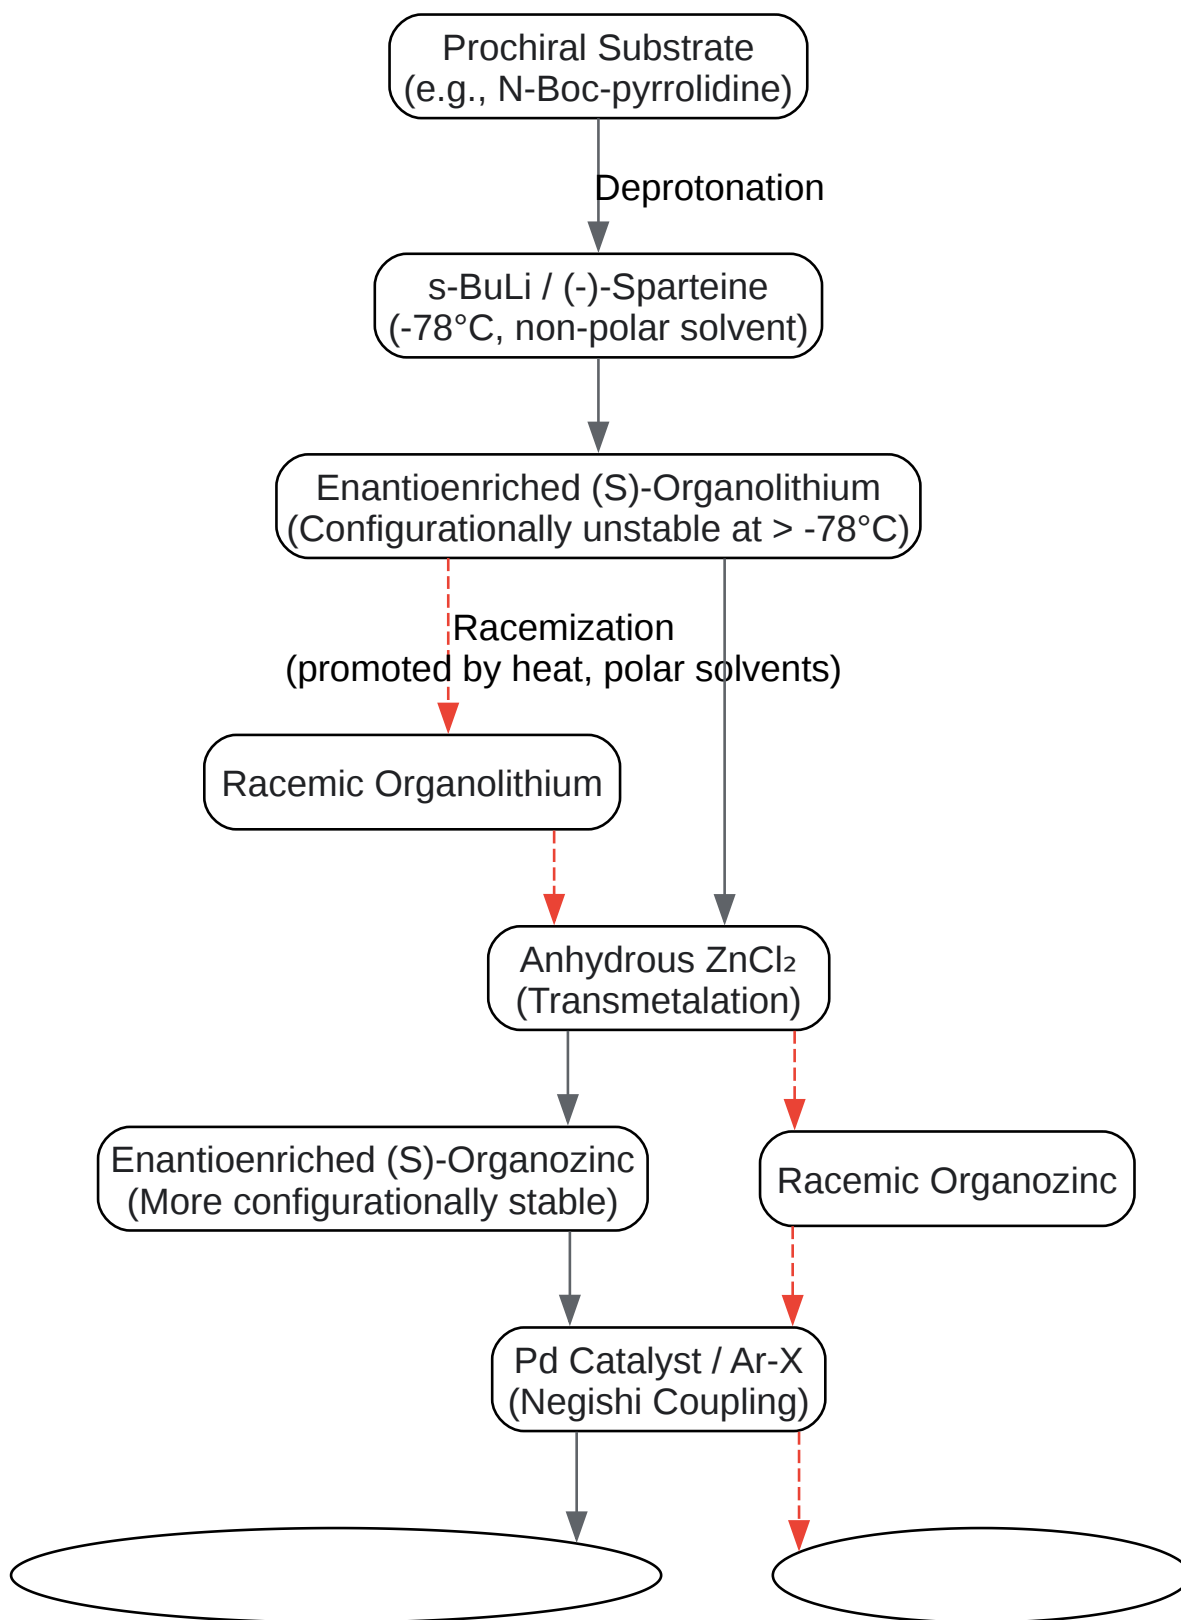 Prochiral Substrate
(e.g., N-Boc-pyrrolidine)
Deprotonation
s-BuLi / (-)-Sparteine
(-78°C, non-polar solvent)
Enantioenriched (S)-Organolithium
(Configurationally unstable at > -78°C)
Racemization
(promoted by heat, polar solvents)
Racemic Organolithium
Anhydrous ZnCl₂
(Transmetalation)
Enantioenriched (S)-Organozinc
(More configurationally stable)
Racemic Organozinc
Pd Catalyst / Ar-X
(Negishi Coupling)